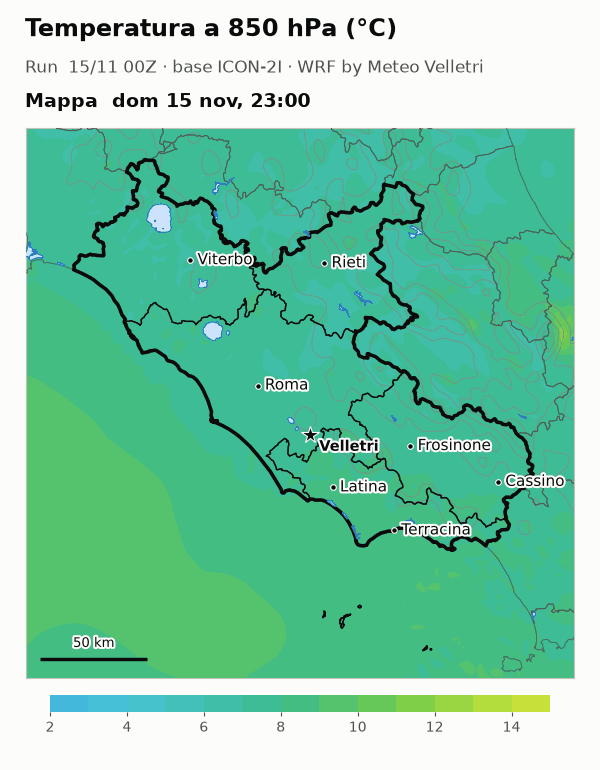 Temperatura a 850 hPa (°C)
Run  15/11 00Z · base ICON-2I · WRF by Meteo Velletri
Mappa  dom 15 nov, 23:00
Viterbo
Rieti
Roma
Velletri
Frosinone
Latina
Cassino
Terracina
50 km
2 4 6 8 10 12 14